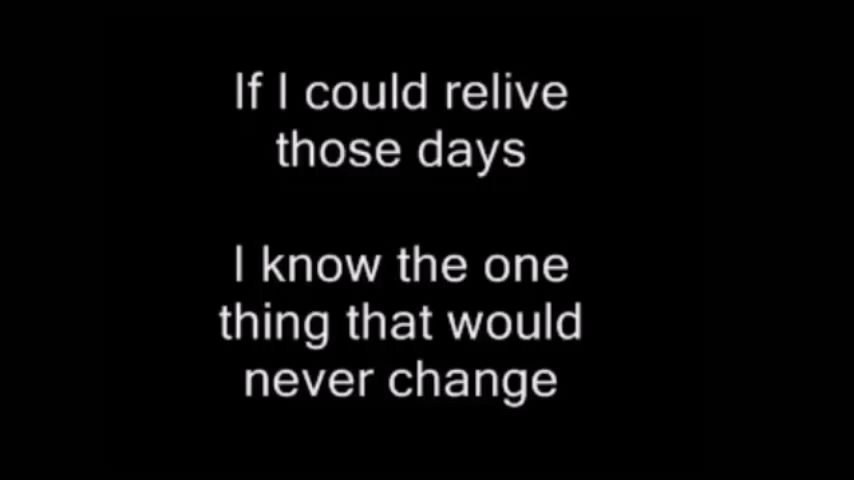 If I could relive
those days
I know the one
thing that would
never change